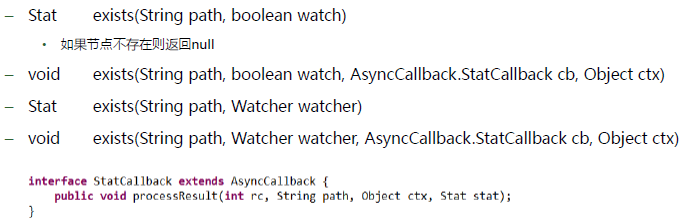 – Stat exists(String path, boolean watch)
• 如果节点不存在则返回null
– void exists(String path, boolean watch, AsyncCallback.StatCallback cb, Object ctx)
– Stat exists(String path, Watcher watcher)
– void exists(String path, Watcher watcher, AsyncCallback.StatCallback cb, Object ctx)
interface StatCallback extends AsyncCallback {
public void processResult(int rc, String path, Object ctx, Stat stat);
}